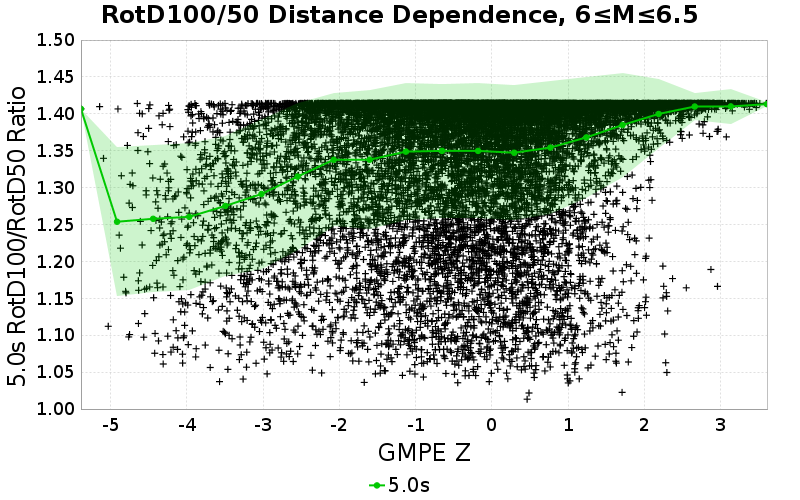 RotD100/50 Distance Dependence, 6≤M≤6.5
5.0s RotD100/RotD50 Ratio
1.50
1.45
1.40
1.35
1.30
1.25
1.20
1.15
1.10
1.05
1.00
-5 -4 -3 -2 -1 0 1 2 3
GMPE Z
5.0s